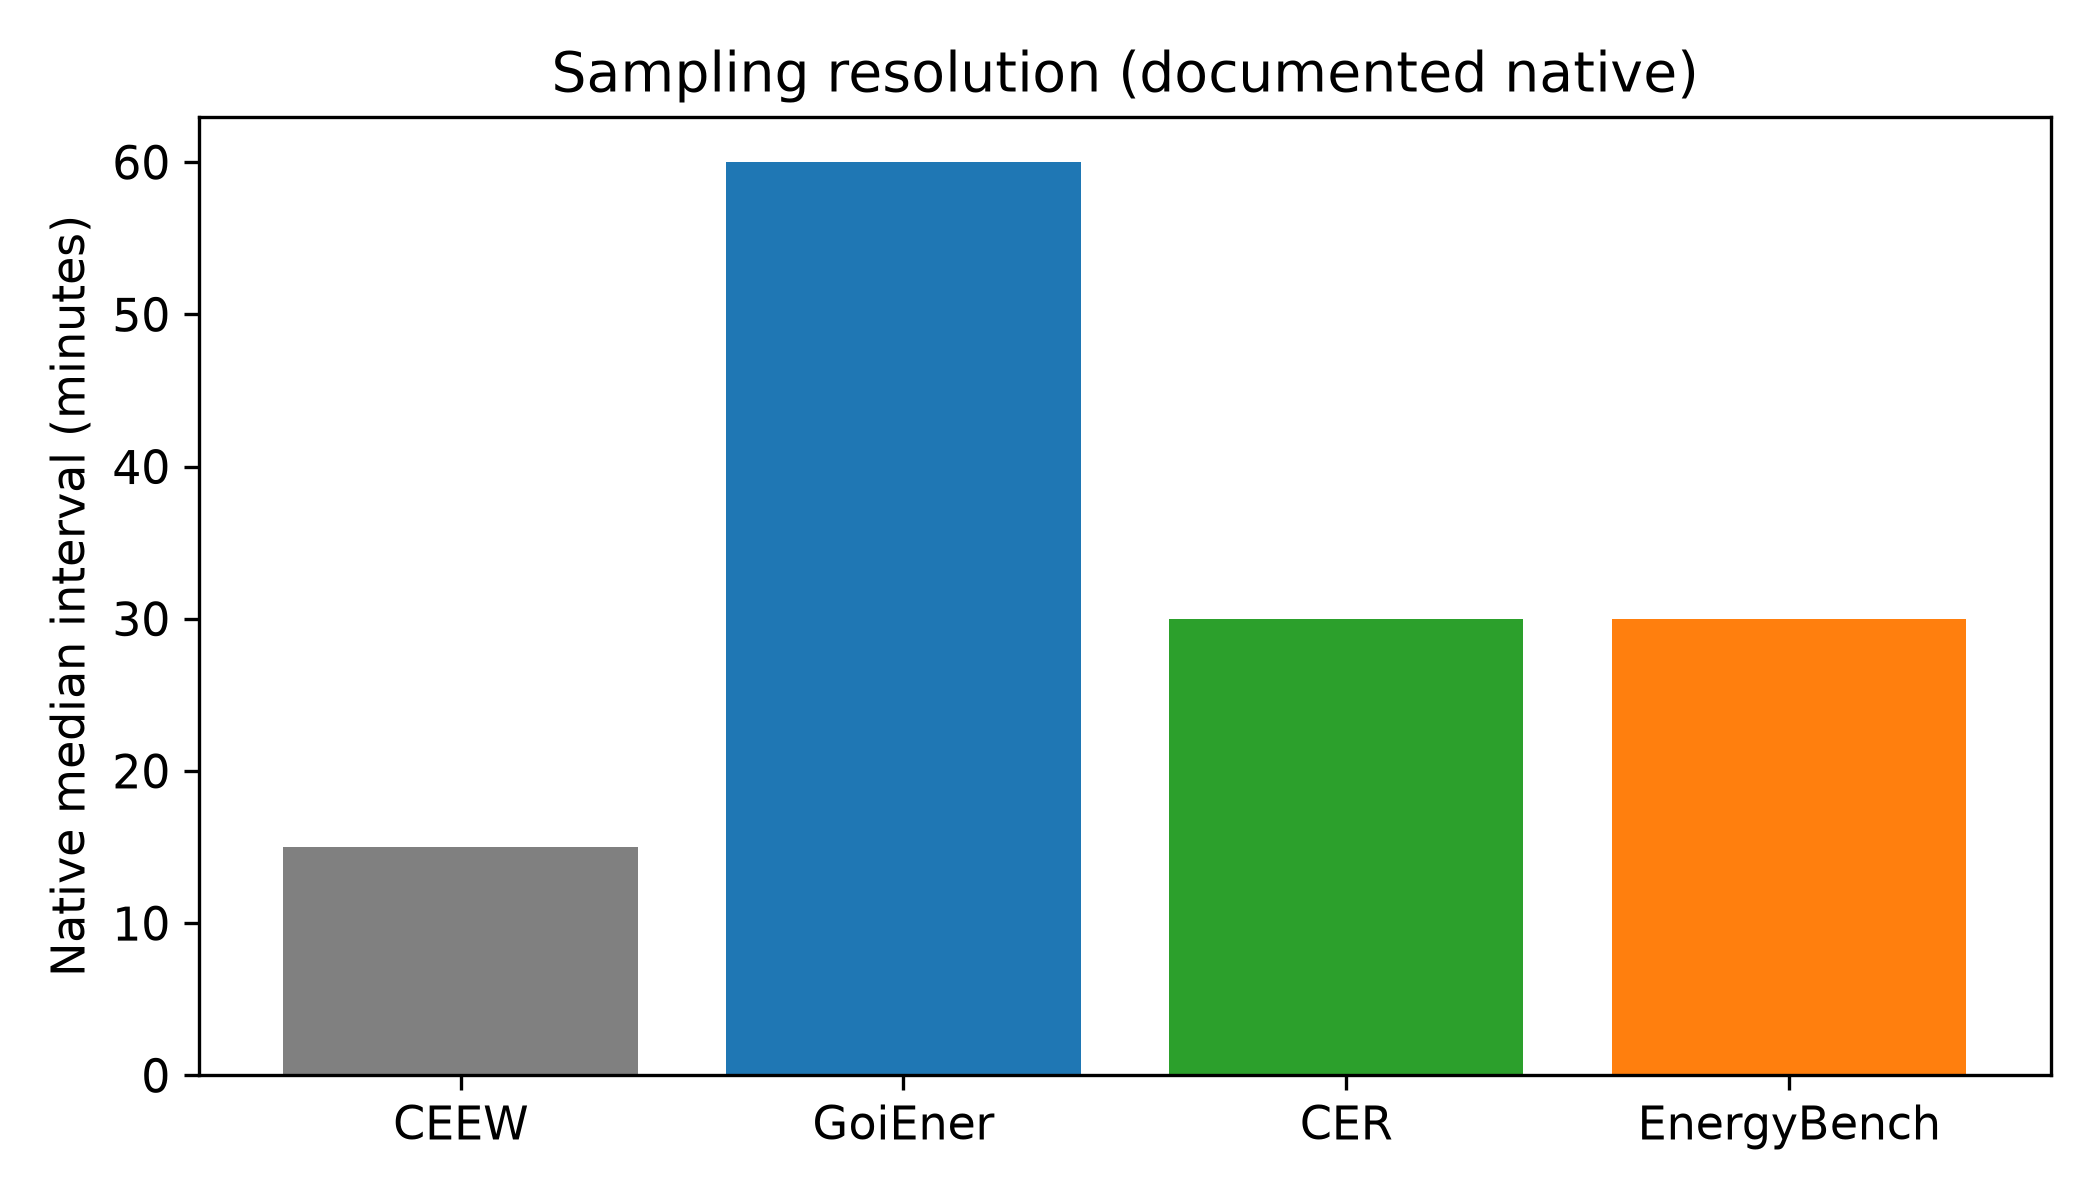 Sampling resolution (documented native)
Native median interval (minutes)
60
50
40
30
20
10
0
CEEW
GoiEner
CER
EnergyBench